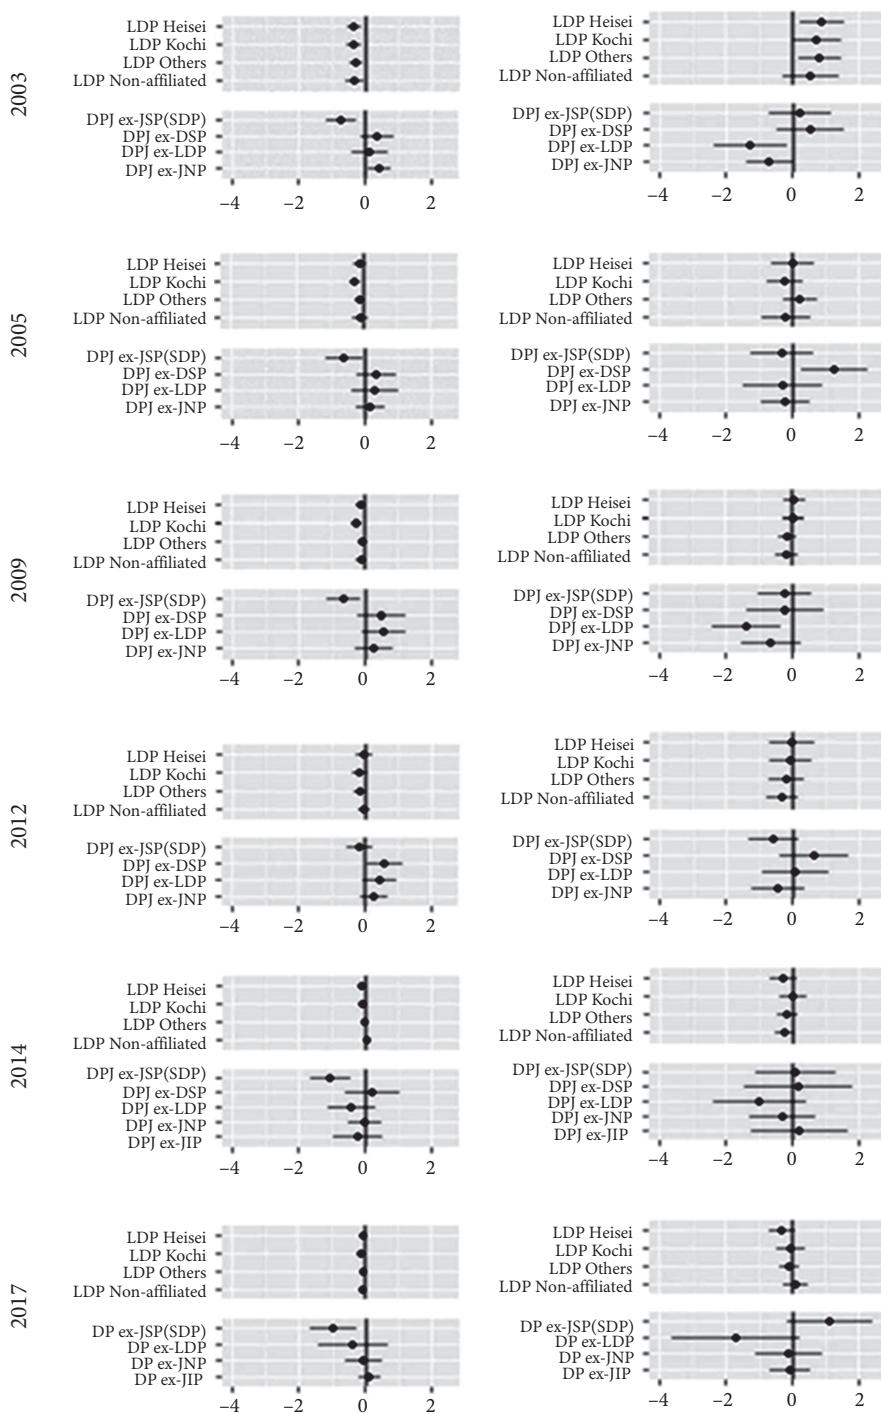 2003
LDP Heisei
LDP Kochi
LDP Others
LDP Non-affiliated
DPJ ex-JSP(SDP)
DPJ ex-DSP
DPJ ex-LDP
DPJ ex-JNP
−4 −2 0 2
LDP Heisei
LDP Kochi
LDP Others
LDP Non-affiliated
DPJ ex-JSP(SDP)
DPJ ex-DSP
DPJ ex-LDP
DPJ ex-JNP
−4 −2 0 2
2005
LDP Heisei
LDP Kochi
LDP Others
LDP Non-affiliated
DPJ ex-JSP(SDP)
DPJ ex-DSP
DPJ ex-LDP
DPJ ex-JNP
−4 −2 0 2
LDP Heisei
LDP Kochi
LDP Others
LDP Non-affiliated
DPJ ex-JSP(SDP)
DPJ ex-DSP
DPJ ex-LDP
DPJ ex-JNP
−4 −2 0 2
2009
LDP Heisei
LDP Kochi
LDP Others
LDP Non-affiliated
DPJ ex-JSP(SDP)
DPJ ex-DSP
DPJ ex-LDP
DPJ ex-JNP
−4 −2 0 2
LDP Heisei
LDP Kochi
LDP Others
LDP Non-affiliated
DPJ ex-JSP(SDP)
DPJ ex-DSP
DPJ ex-LDP
DPJ ex-JNP
−4 −2 0 2
2012
LDP Heisei
LDP Kochi
LDP Others
LDP Non-affiliated
DPJ ex-JSP(SDP)
DPJ ex-DSP
DPJ ex-LDP
DPJ ex-JNP
−4 −2 0 2
LDP Heisei
LDP Kochi
LDP Others
LDP Non-affiliated
DPJ ex-JSP(SDP)
DPJ ex-DSP
DPJ ex-LDP
DPJ ex-JNP
−4 −2 0 2
2014
LDP Heisei
LDP Kochi
LDP Others
LDP Non-affiliated
DPJ ex-JSP(SDP)
DPJ ex-DSP
DPJ ex-LDP
DPJ ex-JNP
DPJ ex-JIP
−4 −2 0 2
LDP Heisei
LDP Kochi
LDP Others
LDP Non-affiliated
DPJ ex-JSP(SDP)
DPJ ex-DSP
DPJ ex-LDP
DPJ ex-JNP
DPJ ex-JIP
−4 −2 0 2
2017
LDP Heisei
LDP Kochi
LDP Others
LDP Non-affiliated
DP ex-JSP(SDP)
DP ex-LDP
DP ex-JNP
DP ex-JIP
−4 −2 0 2
LDP Heisei
LDP Kochi
LDP Others
LDP Non-affiliated
DP ex-JSP(SDP)
DP ex-LDP
DP ex-JNP
DP ex-JIP
−4 −2 0 2